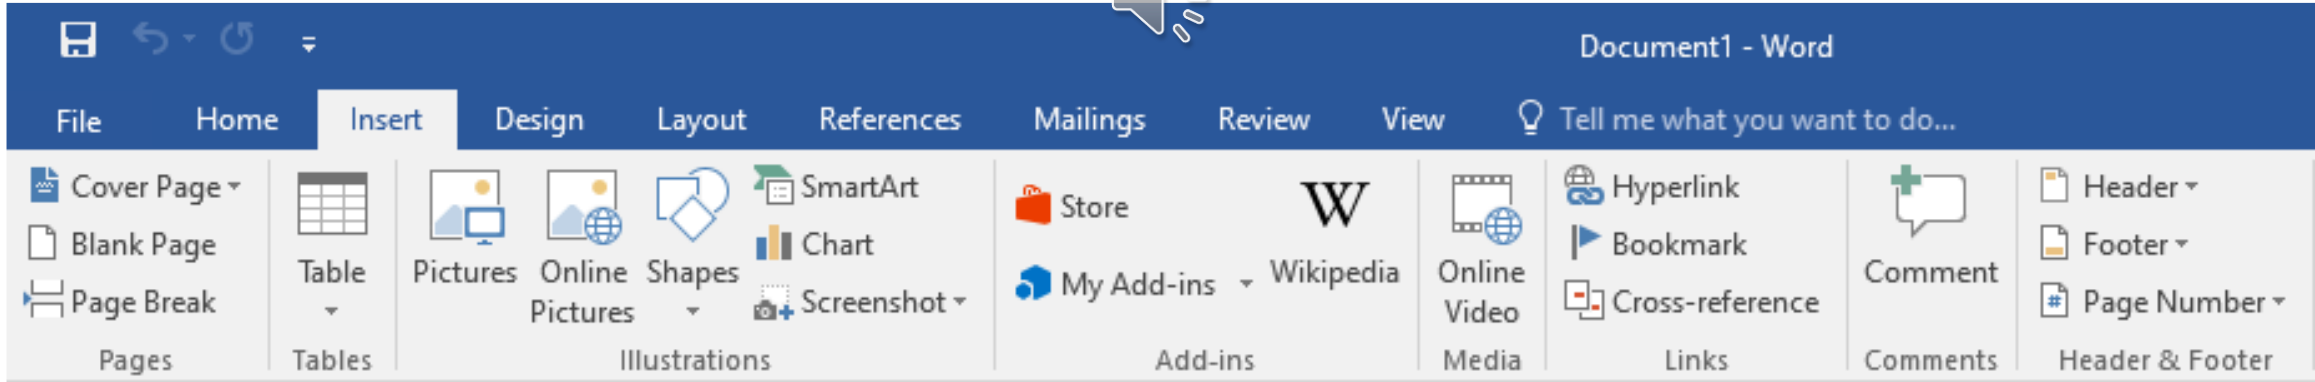 Document1 - Word
File Home Insert Design Layout References Mailings Review View Tell me what you want to do...
Cover Page
Blank Page
Page Break
Pages
Table
Tables
Pictures
Online
Pictures
Shapes
SmartArt
Chart
Screenshot
Illustrations
Store
My Add-ins
W
Wikipedia
Add-ins
Online
Video
Media
Hyperlink
Bookmark
Cross-reference
Links
Comment
Comments
Header
Footer
#
Page Number
Header & Footer